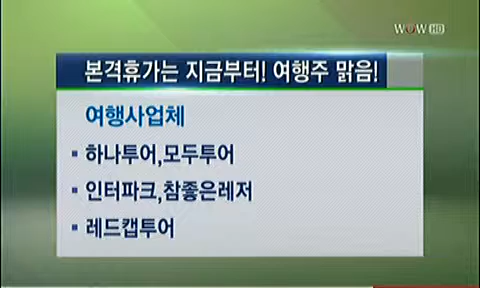 WOW HD
본격휴가는 지금부터! 여행주 맑음!
여행사업체
▪ 하나투어,모두투어
▪ 인터파크,참좋은레저
▪ 레드캡투어